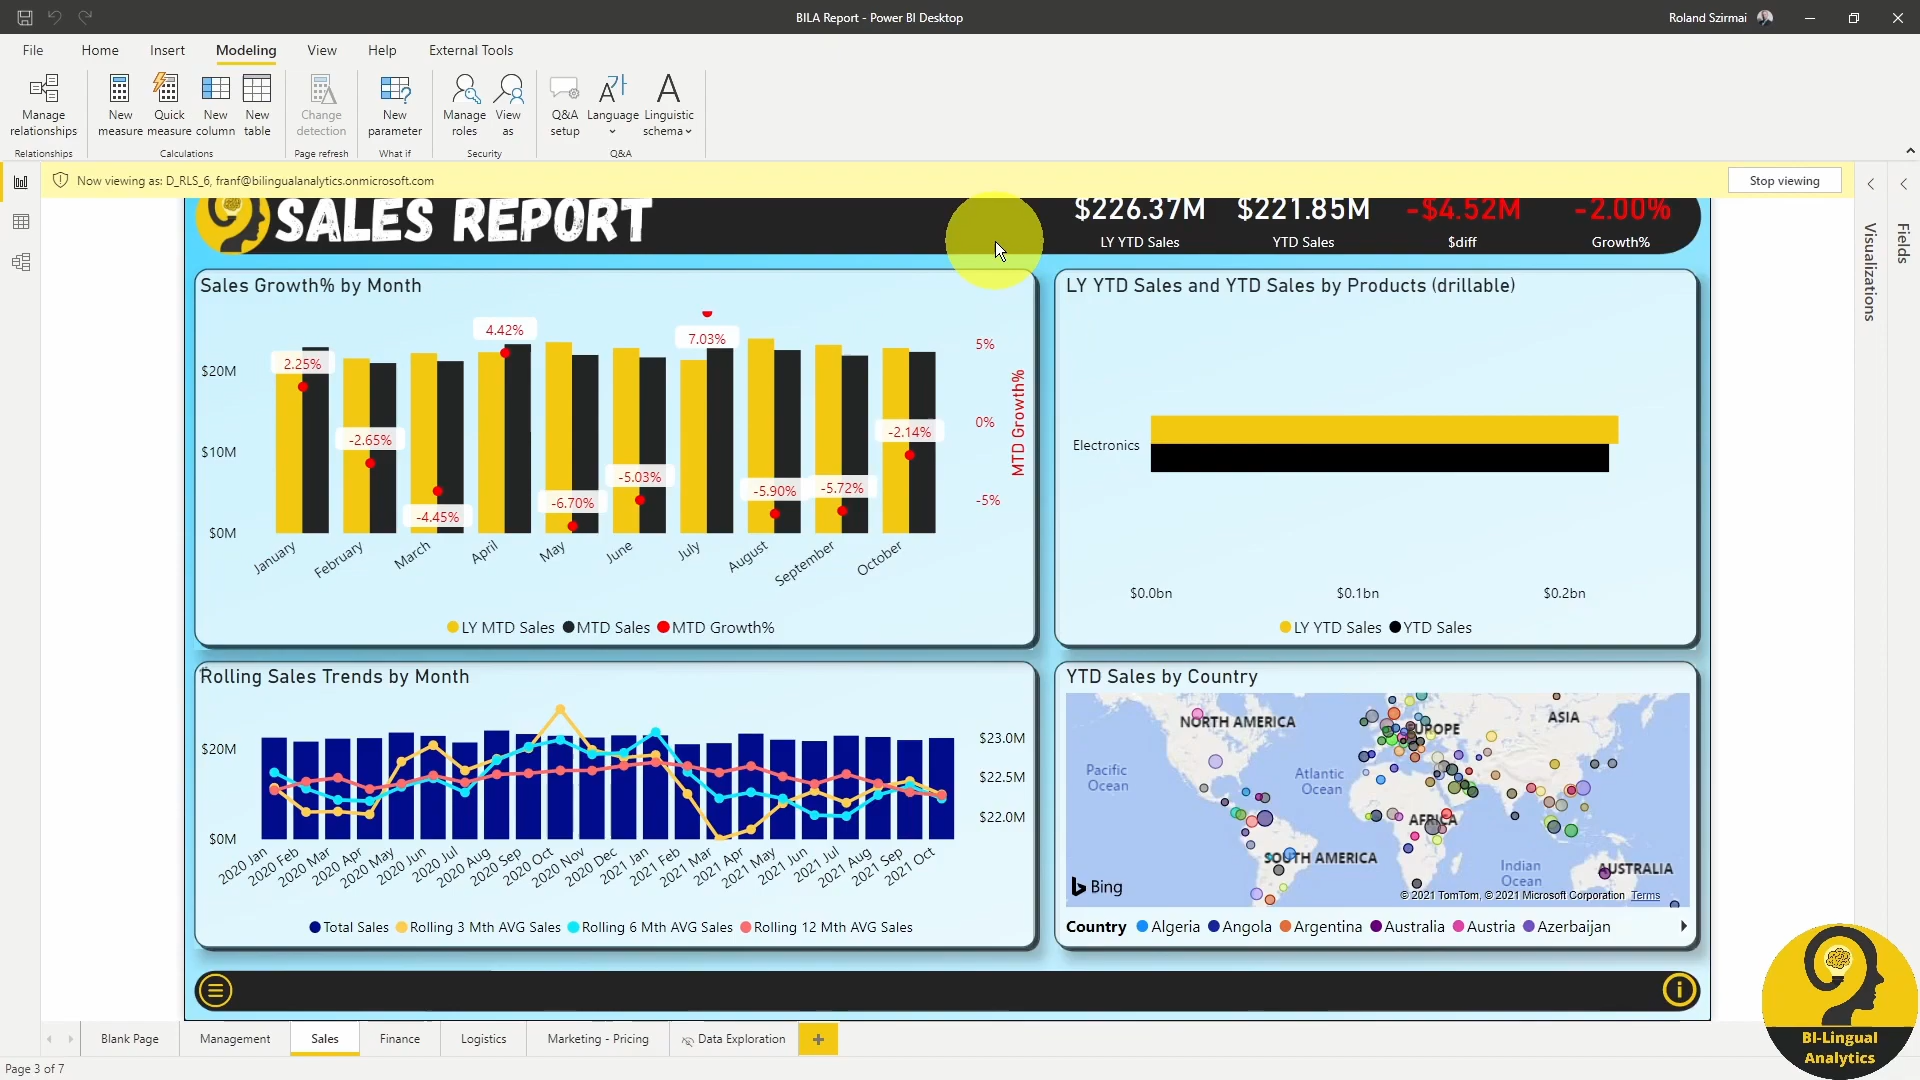 BILA Report - Power BI Desktop
Roland Szirmai
File Home Insert Modeling View Help External Tools
Manage relationships
New measure
Quick measure
New column
New table
Change detection
New parameter
Manage roles
View as
Q&A setup
Language
Linguistic schema
Relationships Calculations Page refresh What if Security Q&A
Now viewing as: D_RLS_6, franf@bilingualanalytics.onmicrosoft.com
Stop viewing
SALES REPORT
$226.37M $221.85M -$4.52M -2.00%
LY YTD Sales YTD Sales $diff Growth%
Visualizations
Fields
Sales Growth% by Month
$20M
$10M
$0M
2.25%
-2.65%
-4.45%
4.42%
-6.70%
-5.03%
7.03%
-5.90%
-5.72%
-2.14%
5%
0%
-5%
MTD Growth%
January February March April May June July August September October
LY MTD Sales MTD Sales MTD Growth%
LY YTD Sales and YTD Sales by Products (drillable)
Electronics
$0.0bn $0.1bn $0.2bn
LY YTD Sales YTD Sales
Rolling Sales Trends by Month
$20M
$0M
$23.0M
$22.5M
$22.0M
2020 Jan 2020 Feb 2020 Mar 2020 Apr 2020 May 2020 Jun 2020 Jul 2020 Aug 2020 Sep 2020 Oct 2020 Nov 2020 Dec 2021 Jan 2021 Feb 2021 Mar 2021 Apr 2021 May 2021 Jun 2021 Jul 2021 Aug 2021 Sep 2021 Oct
Total Sales Rolling 3 Mth AVG Sales Rolling 6 Mth AVG Sales Rolling 12 Mth AVG Sales
YTD Sales by Country
NORTH AMERICA
EUROPE
ASIA
Pacific Ocean
Atlantic Ocean
AFRICA
SOUTH AMERICA
Indian Ocean
AUSTRALIA
Bing
© 2021 TomTom, © 2021 Microsoft Corporation Terms
Country Algeria Angola Argentina Australia Austria Azerbaijan
Blank Page Management Sales Finance Logistics Marketing - Pricing Data Exploration +
Page 3 of 7
BI-Lingual
Analytics